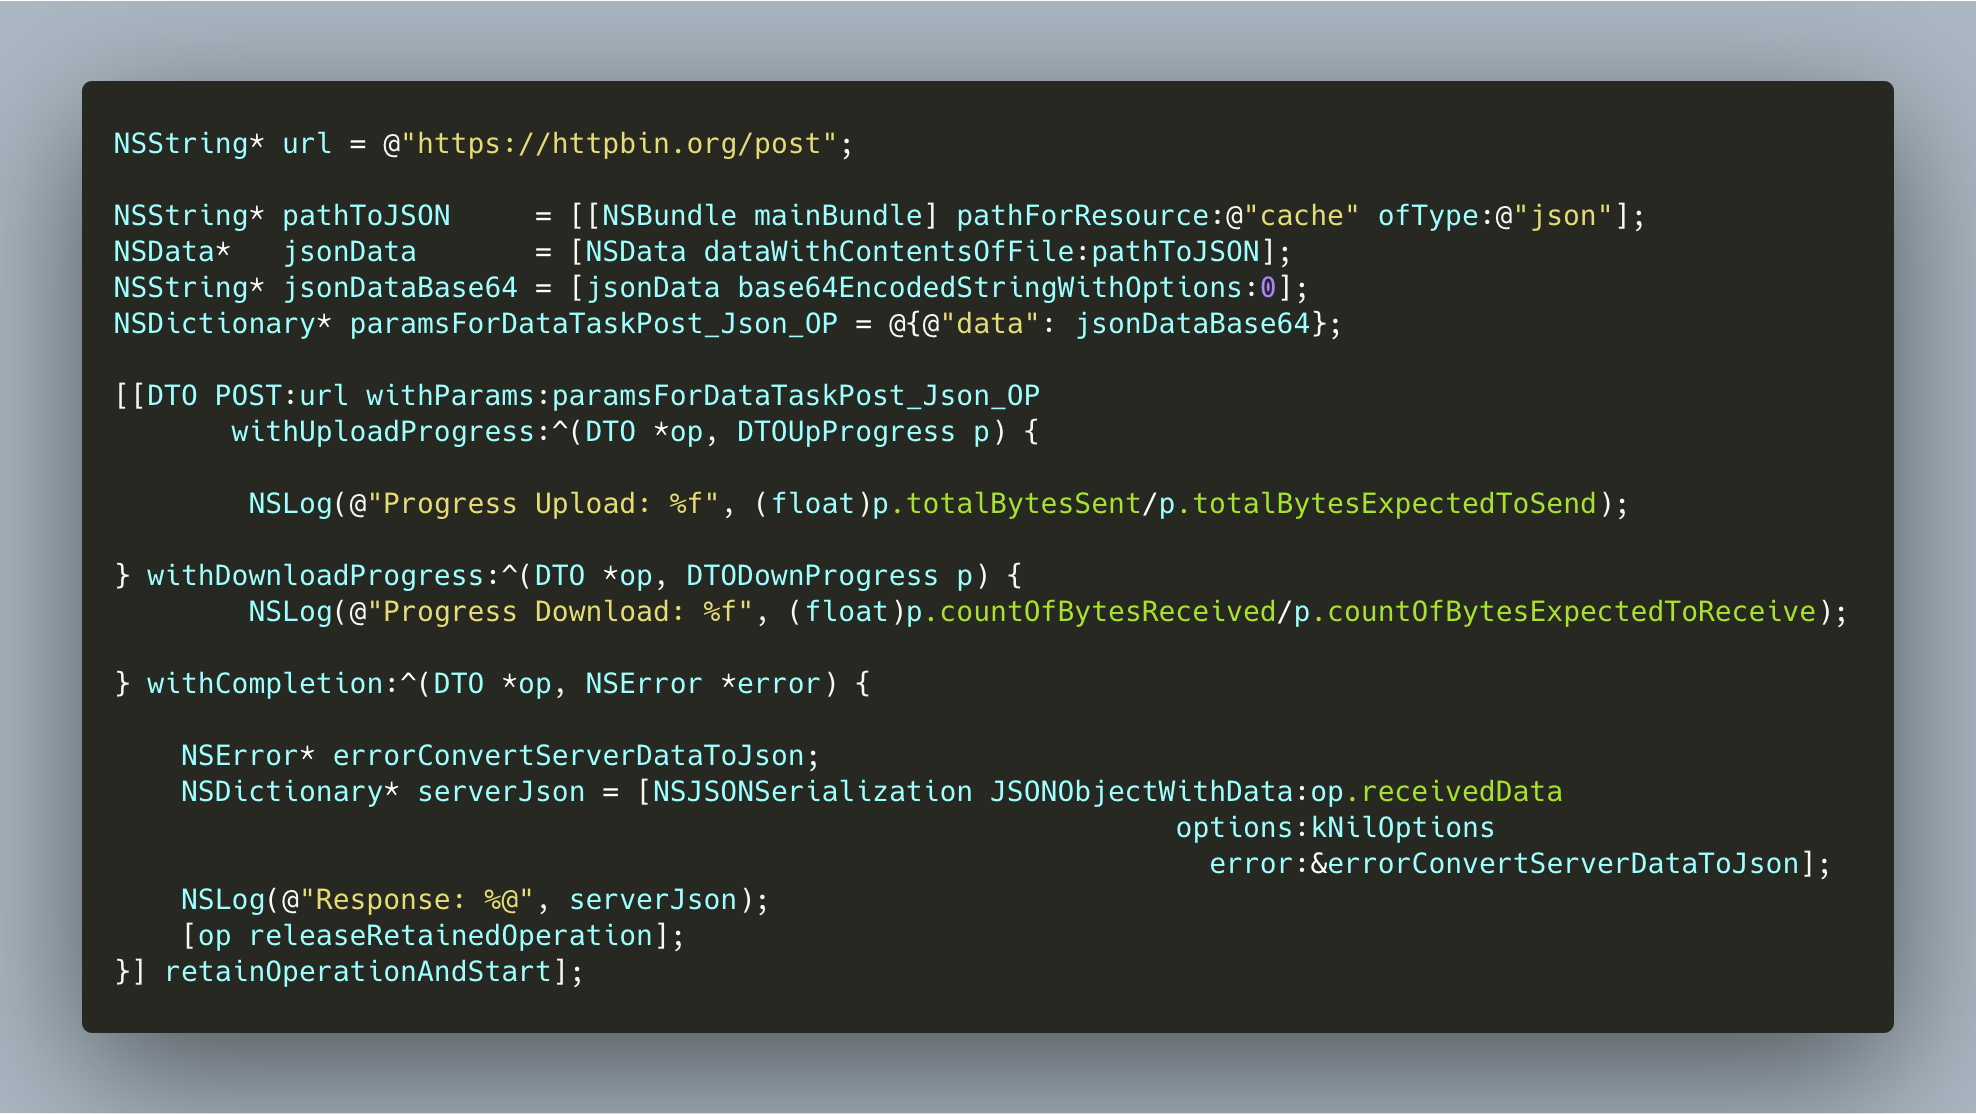 NSString* url = @"https://httpbin.org/post";
NSString* pathToJSON     = [[NSBundle mainBundle] pathForResource:@"cache" ofType:@"json"];
NSData*   jsonData       = [NSData dataWithContentsOfFile:pathToJSON];
NSString* jsonDataBase64 = [jsonData base64EncodedStringWithOptions:0];
NSDictionary* paramsForDataTaskPost_Json_OP = @{@"data": jsonDataBase64};
[[DTO POST:url withParams:paramsForDataTaskPost_Json_OP
       withUploadProgress:^(DTO *op, DTOUpProgress p) {
        NSLog(@"Progress Upload: %f", (float)p.totalBytesSent/p.totalBytesExpectedToSend);
} withDownloadProgress:^(DTO *op, DTODownProgress p) {
        NSLog(@"Progress Download: %f", (float)p.countOfBytesReceived/p.countOfBytesExpectedToReceive);
} withCompletion:^(DTO *op, NSError *error) {
    NSError* errorConvertServerDataToJson;
    NSDictionary* serverJson = [NSJSONSerialization JSONObjectWithData:op.receivedData
                                                               options:kNilOptions
                                                                 error:&errorConvertServerDataToJson];
    NSLog(@"Response: %@", serverJson);
    [op releaseRetainedOperation];
}] retainOperationAndStart];